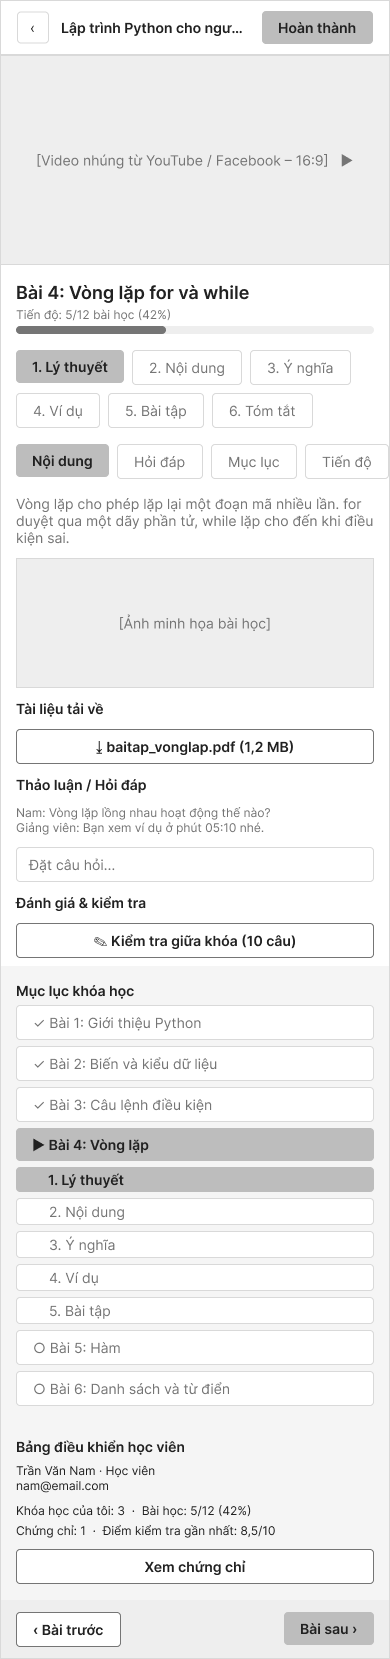 ‹ Lập trình Python cho ngư... Hoàn thành
[Video nhúng từ YouTube / Facebook – 16:9] ▶
Bài 4: Vòng lặp for và while
Tiến độ: 5/12 bài học (42%)
1. Lý thuyết 2. Nội dung 3. Ý nghĩa
4. Ví dụ 5. Bài tập 6. Tóm tắt
Nội dung Hỏi đáp Mục lục Tiến độ
Vòng lặp cho phép lặp lại một đoạn mã nhiều lần. for
duyệt qua một dãy phần tử, while lặp cho đến khi điều
kiện sai.
[Ảnh minh họa bài học]
Tài liệu tải về
⤓ baitap_vonglap.pdf (1,2 MB)
Thảo luận / Hỏi đáp
Nam: Vòng lặp lồng nhau hoạt động thế nào?
Giảng viên: Bạn xem ví dụ ở phút 05:10 nhé.
Đặt câu hỏi...
Đánh giá & kiểm tra
✎ Kiểm tra giữa khóa (10 câu)
Mục lục khóa học
✓ Bài 1: Giới thiệu Python
✓ Bài 2: Biến và kiểu dữ liệu
✓ Bài 3: Câu lệnh điều kiện
▶ Bài 4: Vòng lặp
1. Lý thuyết
2. Nội dung
3. Ý nghĩa
4. Ví dụ
5. Bài tập
○ Bài 5: Hàm
○ Bài 6: Danh sách và từ điển
Bảng điều khiển học viên
Trần Văn Nam · Học viên
nam@email.com
Khóa học của tôi: 3 · Bài học: 5/12 (42%)
Chứng chỉ: 1 · Điểm kiểm tra gần nhất: 8,5/10
Xem chứng chỉ
‹ Bài trước Bài sau ›